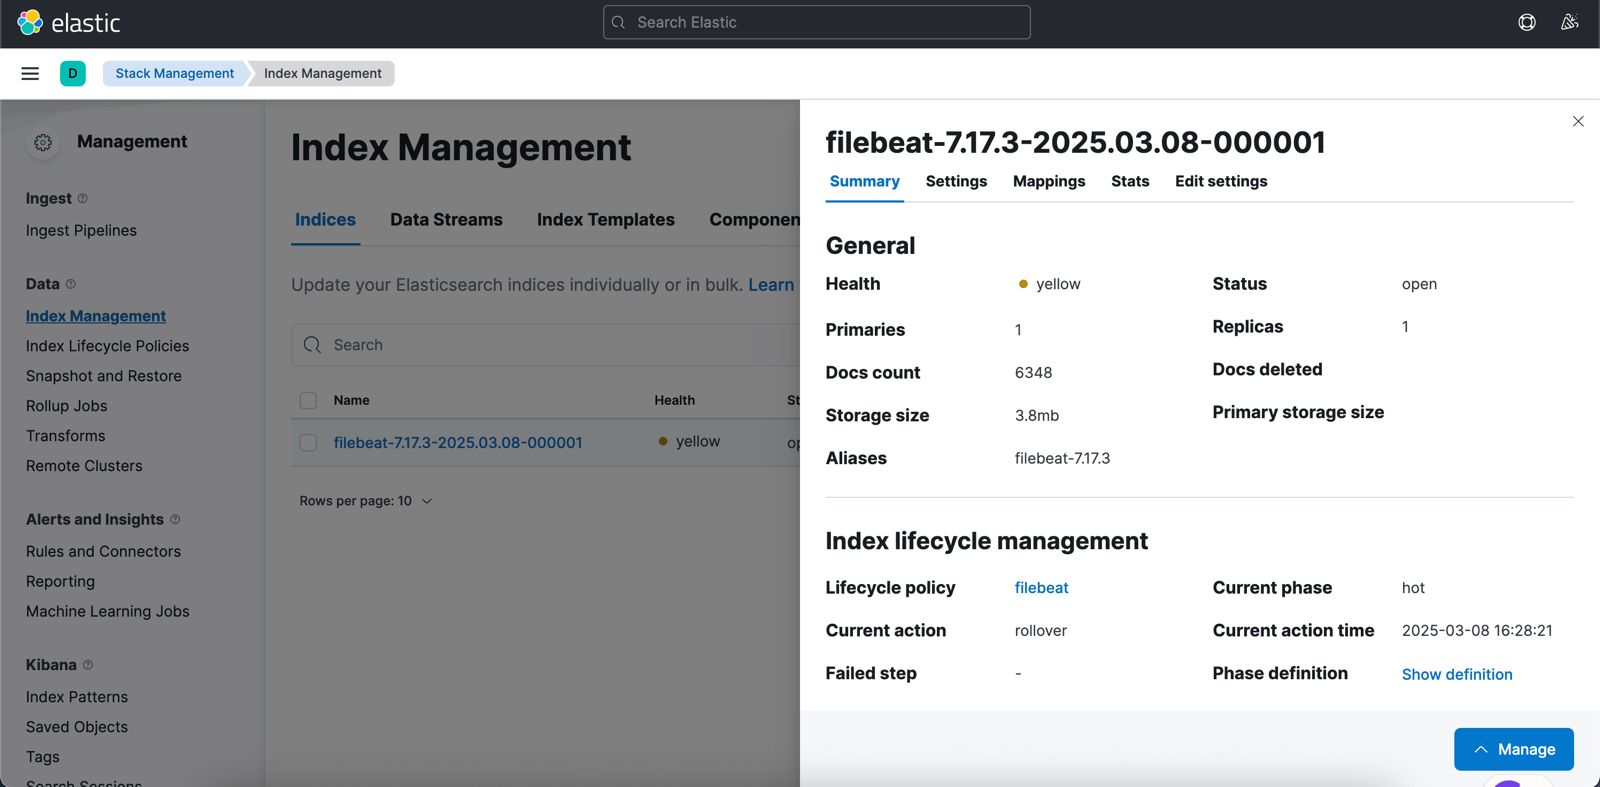 elastic
Search Elastic
D
Stack Management
Index Management
Management
Ingest
Ingest Pipelines
Data
Index Management
Index Lifecycle Policies
Snapshot and Restore
Rollup Jobs
Transforms
Remote Clusters
Alerts and Insights
Rules and Connectors
Reporting
Machine Learning Jobs
Kibana
Index Patterns
Saved Objects
Tags
Search Sessions
Index Management
Indices Data Streams Index Templates Componen
Update your Elasticsearch indices individually or in bulk. Learn
Search
Name Health St
filebeat-7.17.3-2025.03.08-000001 yellow op
Rows per page: 10
filebeat-7.17.3-2025.03.08-000001
Summary Settings Mappings Stats Edit settings
General
Health yellow Status open
Primaries 1 Replicas 1
Docs count 6348 Docs deleted
Storage size 3.8mb Primary storage size
Aliases filebeat-7.17.3
Index lifecycle management
Lifecycle policy filebeat Current phase hot
Current action rollover Current action time 2025-03-08 16:28:21
Failed step - Phase definition Show definition
Manage